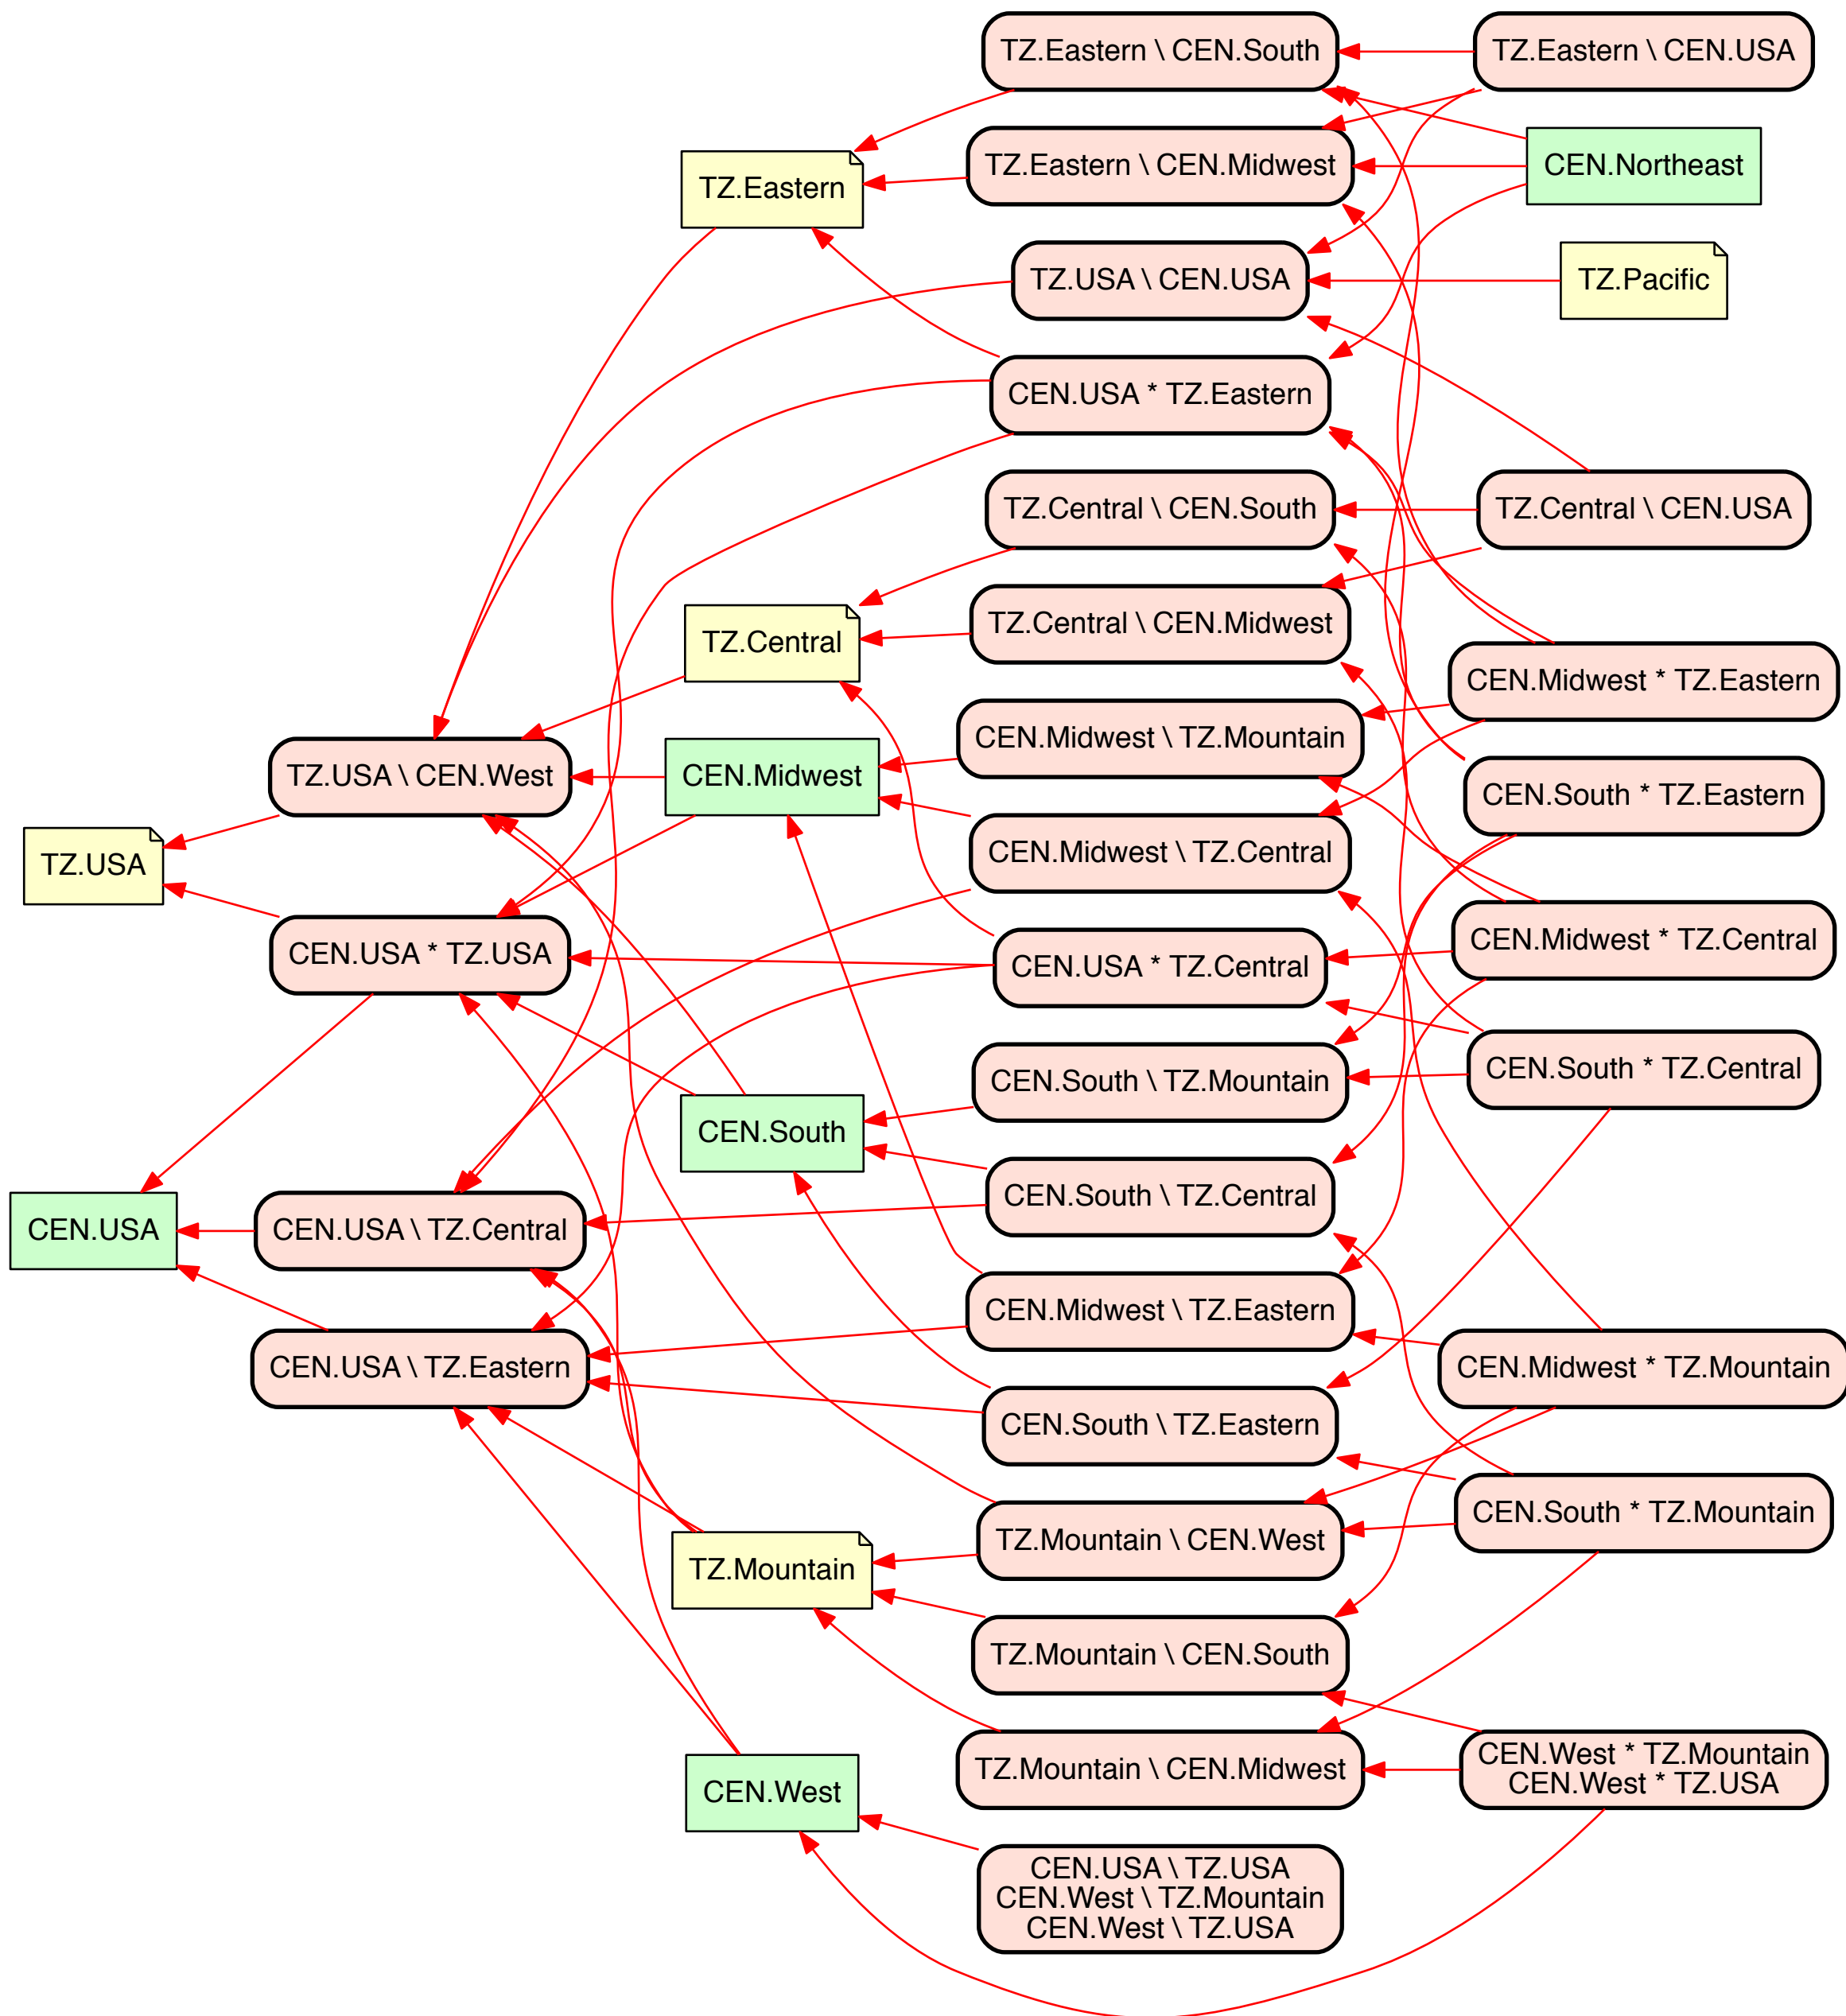 TZ.Eastern \ CEN.South
TZ.Eastern \ CEN.USA
TZ.Eastern \ CEN.Midwest
CEN.Northeast
TZ.Eastern
TZ.USA \ CEN.USA
TZ.Pacific
CEN.USA * TZ.Eastern
TZ.Central \ CEN.South
TZ.Central \ CEN.USA
TZ.Central \ CEN.Midwest
TZ.Central
CEN.Midwest * TZ.Eastern
CEN.Midwest \ TZ.Mountain
TZ.USA \ CEN.West
CEN.Midwest
CEN.South * TZ.Eastern
CEN.Midwest \ TZ.Central
TZ.USA
CEN.Midwest * TZ.Central
CEN.USA * TZ.USA
CEN.USA * TZ.Central
CEN.South * TZ.Central
CEN.South \ TZ.Mountain
CEN.South
CEN.South \ TZ.Central
CEN.USA
CEN.USA \ TZ.Central
CEN.Midwest \ TZ.Eastern
CEN.USA \ TZ.Eastern
CEN.Midwest * TZ.Mountain
CEN.South \ TZ.Eastern
CEN.South * TZ.Mountain
TZ.Mountain \ CEN.West
TZ.Mountain
TZ.Mountain \ CEN.South
TZ.Mountain \ CEN.Midwest
CEN.West * TZ.Mountain
CEN.West * TZ.USA
CEN.West
CEN.USA \ TZ.USA
CEN.West \ TZ.Mountain
CEN.West \ TZ.USA